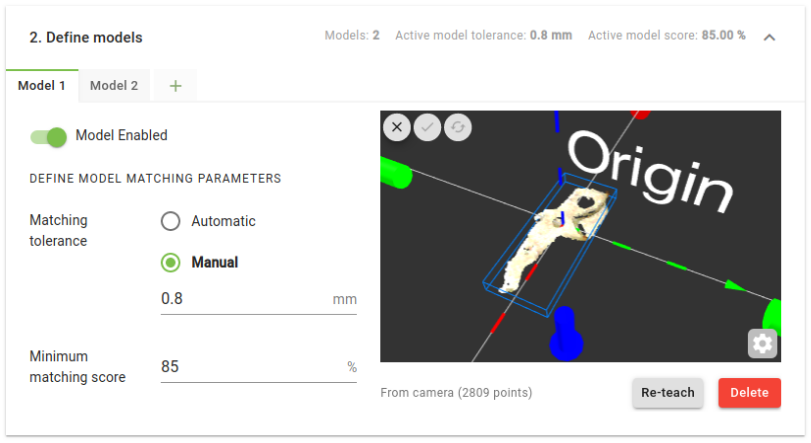 2. Define models
Models: 2 Active model tolerance: 0.8 mm Active model score: 85.00 %
Model 1 Model 2 +
Model Enabled
DEFINE MODEL MATCHING PARAMETERS
Matching tolerance
Automatic
Manual
0.8 mm
Minimum matching score
85 %
Origin
From camera (2809 points)
Re-teach
Delete